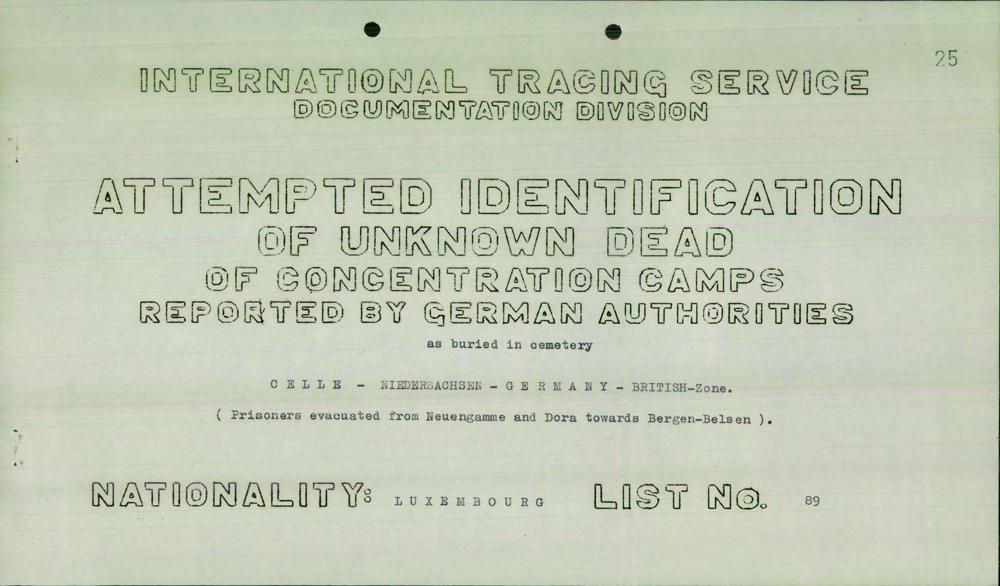 25
INTERNATIONAL TRACING SERVICE
DOCUMENTATION DIVISION
ATTEMPTED IDENTIFICATION
OF UNKNOWN DEAD
OF CONCENTRATION CAMPS
REPORTED BY GERMAN AUTHORITIES
as buried in cemetery
C E L L E - NIEDERSACHSEN - G E R M A N Y - BRITISH-Zone.
( Prisoners evacuated from Neuengamme and Dora towards Bergen-Belsen ).
NATIONALITY: L U X E M B O U R G LIST No. 89